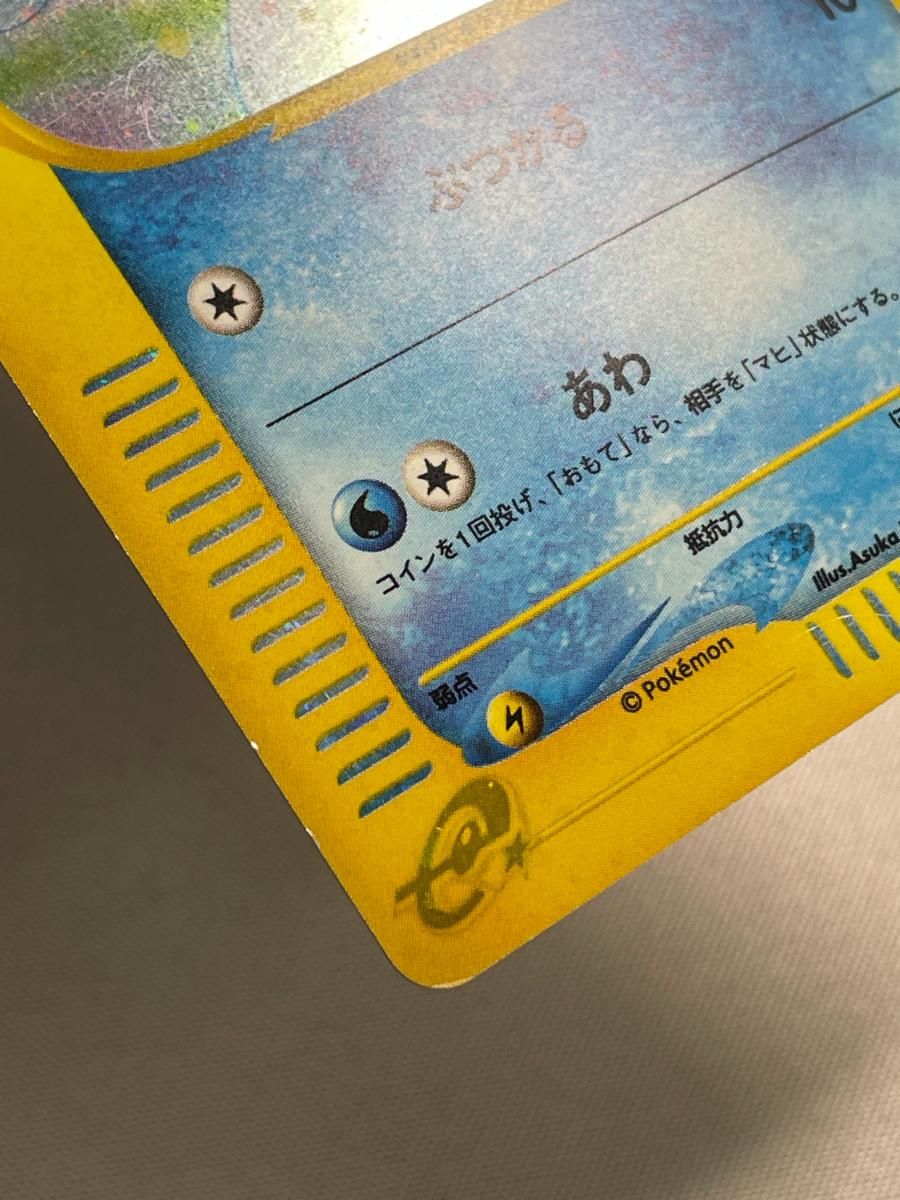 ぶつかる
あわ
コインを1回投げ、「おもて」なら、相手を「マヒ」状態にする。
弱点
抵抗力
Illus.Asuka
©Pokémon